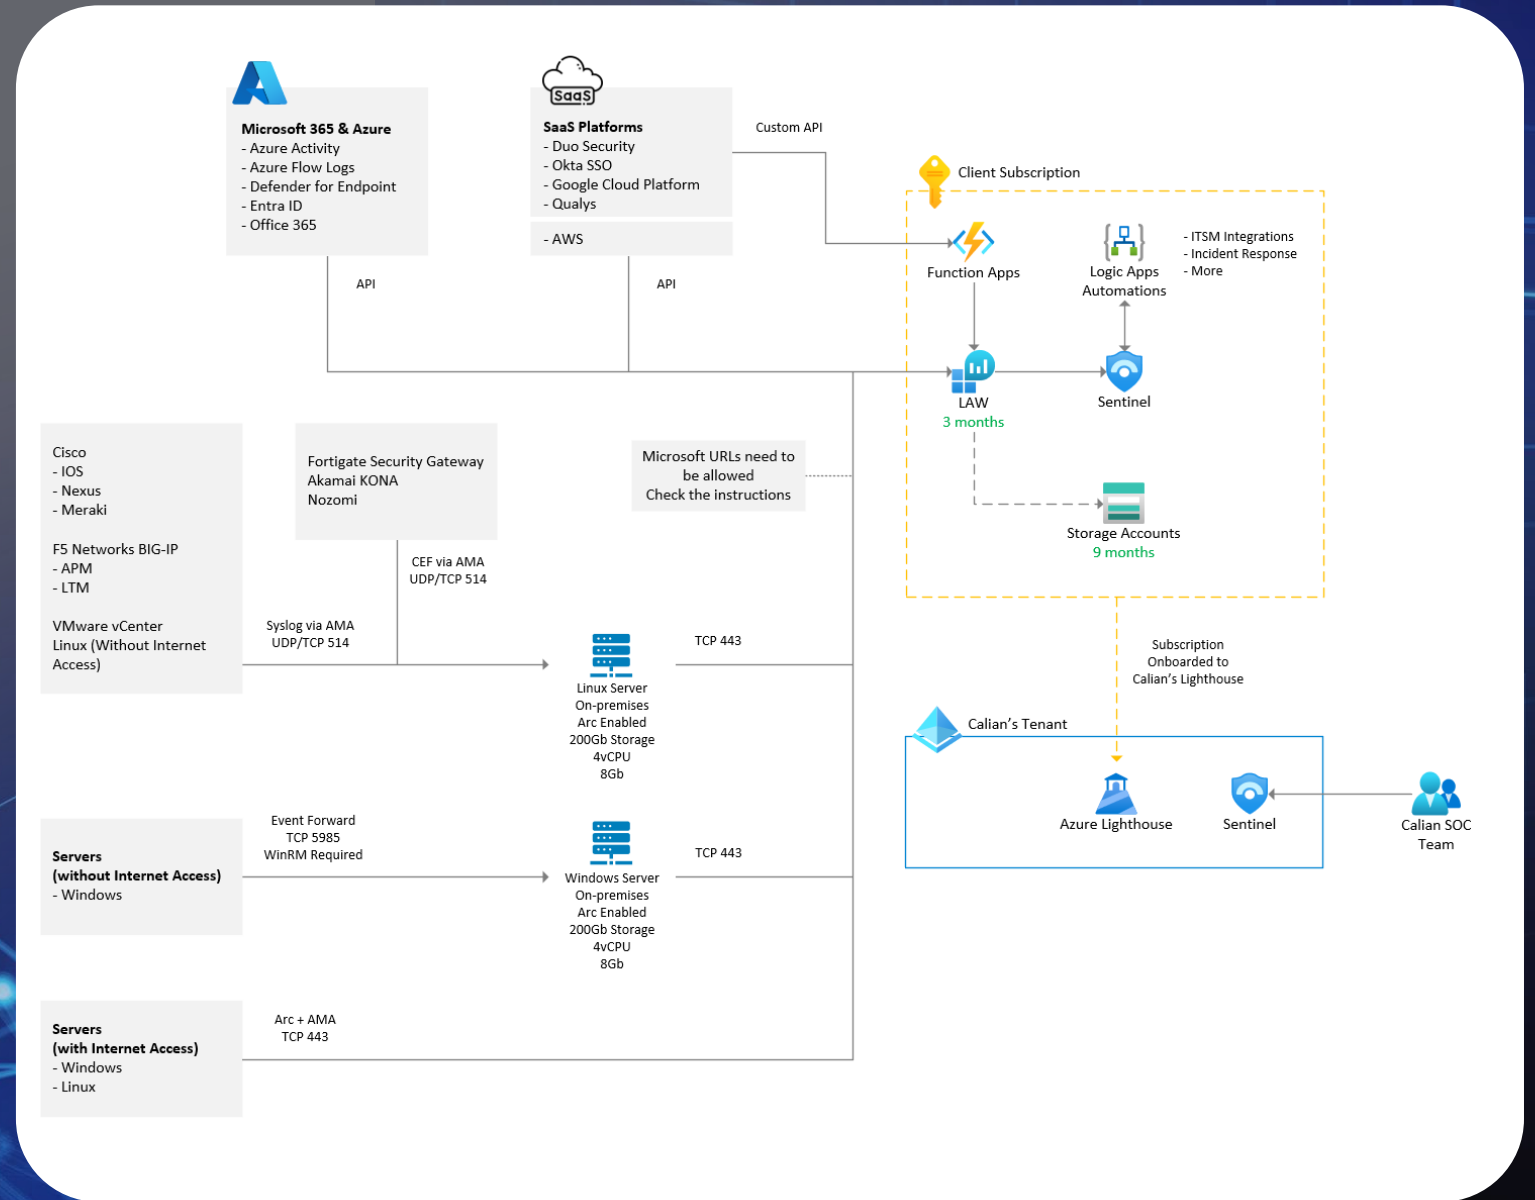 Microsoft 365 & Azure
- Azure Activity
- Azure Flow Logs
- Defender for Endpoint
- Entra ID
- Office 365
API
SaaS
SaaS Platforms
- Duo Security
- Okta SSO
- Google Cloud Platform
- Qualys
- AWS
API
Custom API
Client Subscription
Function Apps
Logic Apps
Automations
- ITSM Integrations
- Incident Response
- More
LAW
3 months
Sentinel
Storage Accounts
9 months
Cisco
- IOS
- Nexus
- Meraki
F5 Networks BIG-IP
- APM
- LTM
VMware vCenter
Linux (Without Internet
Access)
Syslog via AMA
UDP/TCP 514
Fortigate Security Gateway
Akamai KONA
Nozomi
CEF via AMA
UDP/TCP 514
Microsoft URLs need to
be allowed
Check the instructions
Linux Server
On-premises
Arc Enabled
200Gb Storage
4vCPU
8Gb
TCP 443
Subscription
Onboarded to
Calian's Lighthouse
Calian's Tenant
Azure Lighthouse
Sentinel
Calian SOC
Team
Servers
(without Internet Access)
- Windows
Event Forward
TCP 5985
WinRM Required
Windows Server
On-premises
Arc Enabled
200Gb Storage
4vCPU
8Gb
TCP 443
Servers
(with Internet Access)
- Windows
- Linux
Arc + AMA
TCP 443